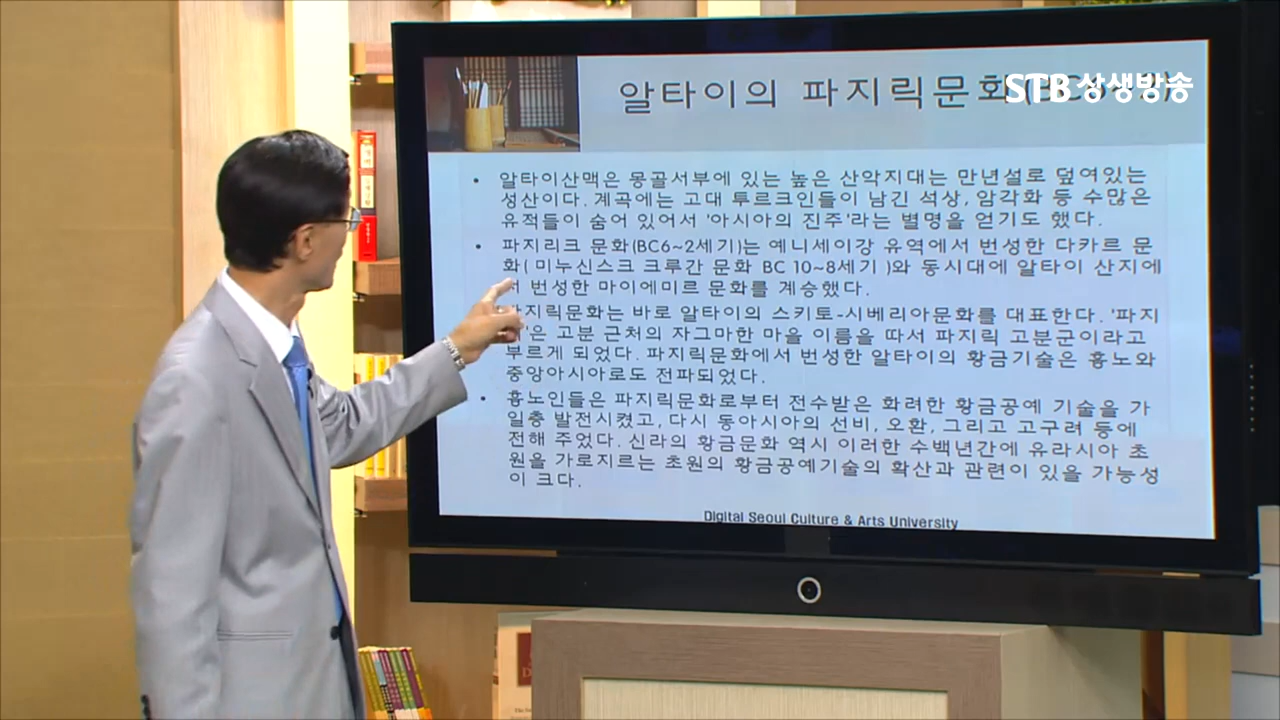 알타이의 파지릭문화(BC6~2
STB 상생방송
• 알타이산맥은 몽골서부에 있는 높은 산악지대는 만년설로 덮여있는
성산이다. 계곡에는 고대 투르크인들이 남긴 석상, 암각화 등 수많은
유적들이 숨어 있어서 '아시아의 진주'라는 별명을 얻기도 했다.
• 파지리크 문화(BC6~2세기)는 예니세이강 유역에서 번성한 다카르 문
화( 미누신스크 크루간 문화 BC 10~8세기 )와 동시대에 알타이 산지에
번성한 마이에미르 문화를 계승했다.
파지릭문화는 바로 알타이의 스키토-시베리아문화를 대표한다. '파지
'은 고분 근처의 자그마한 마을 이름을 따서 파지릭 고분군이라고
부르게 되었다. 파지릭문화에서 번성한 알타이의 황금기술은 흉노와
중앙아시아로도 전파되었다.
• 흉노인들은 파지릭문화로부터 전수받은 화려한 황금공예 기술을 가
일층 발전시켰고, 다시 동아시아의 선비, 오환, 그리고 고구려 등에
전해 주었다. 신라의 황금문화 역시 이러한 수백년간에 유라시아 초
원을 가로지르는 초원의 황금공예기술의 확산과 관련이 있을 가능성
이 크다.
Digital Seoul Culture & Arts University